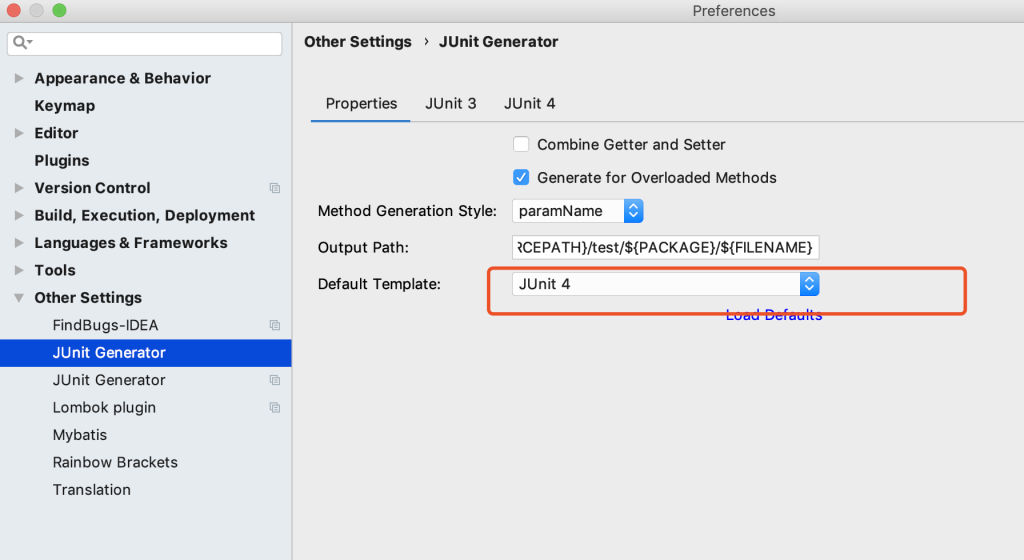 Preferences
Appearance & Behavior
Keymap
Editor
Plugins
Version Control
Build, Execution, Deployment
Languages & Frameworks
Tools
Other Settings
FindBugs-IDEA
JUnit Generator
JUnit Generator
Lombok plugin
Mybatis
Rainbow Brackets
Translation
Other Settings › JUnit Generator
Properties JUnit 3 JUnit 4
Combine Getter and Setter
Generate for Overloaded Methods
Method Generation Style: paramName
Output Path: RCEPATH}/test/${PACKAGE}/${FILENAME}
Default Template: JUnit 4
Load Defaults